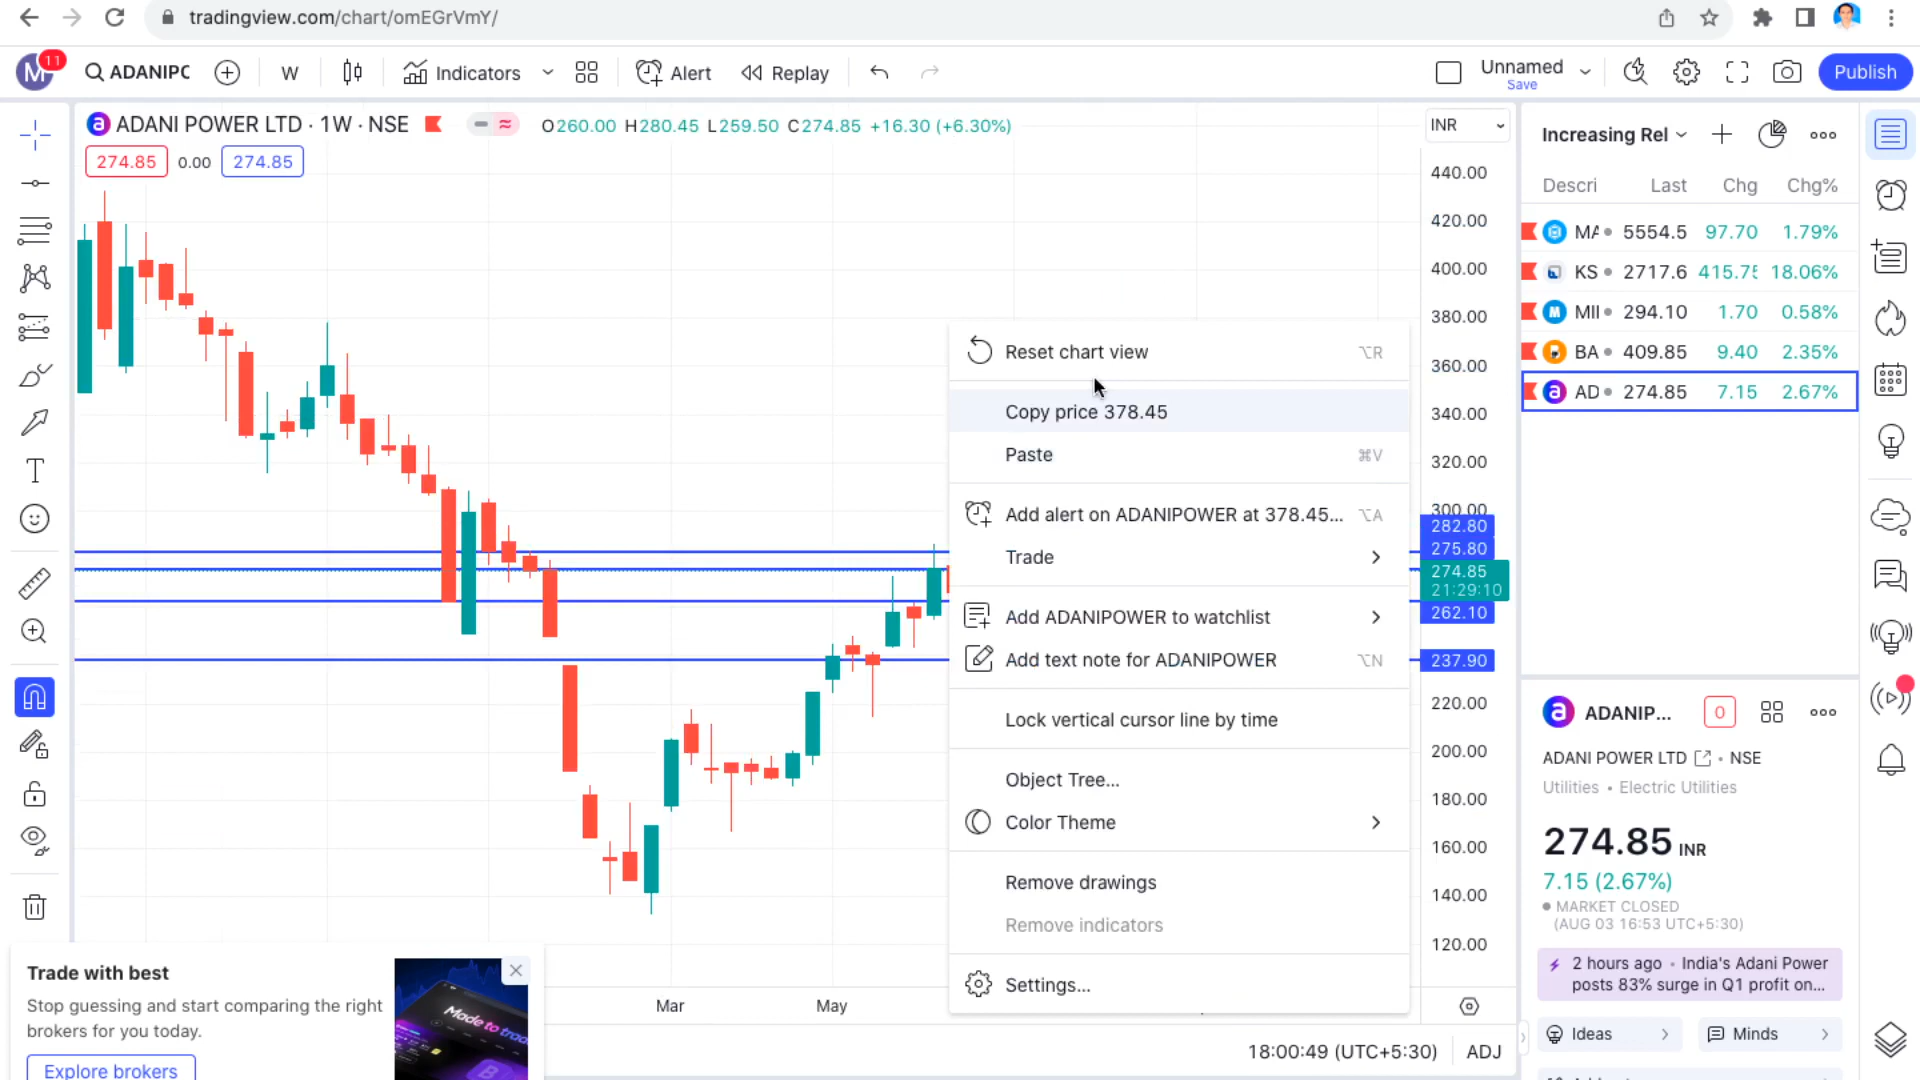 tradingview.com/chart/omEGrVmY/
M 11 ADANIPC W Indicators Alert Replay Unnamed Save Publish
ADANI POWER LTD · 1W · NSE O260.00 H280.45 L259.50 C274.85 +16.30 (+6.30%) INR
274.85 0.00 274.85
440.00
420.00
400.00
380.00
360.00
340.00
320.00
300.00
282.80
275.80
274.85
21:29:10
262.10
237.90
220.00
200.00
180.00
160.00
140.00
120.00
Reset chart view ⌥R
Copy price 378.45
Paste ⌘V
Add alert on ADANIPOWER at 378.45... ⌥A
Trade
Add ADANIPOWER to watchlist
Add text note for ADANIPOWER ⌥N
Lock vertical cursor line by time
Object Tree...
Color Theme
Remove drawings
Remove indicators
Settings...
Mar May
18:00:49 (UTC+5:30) ADJ
Trade with best
Stop guessing and start comparing the right
brokers for you today.
Explore brokers
Made to trade
Increasing Rel
Descri Last Chg Chg%
MA 5554.5 97.70 1.79%
KS 2717.6 415.75 18.06%
MII 294.10 1.70 0.58%
BA 409.85 9.40 2.35%
AD 274.85 7.15 2.67%
ADANIP... 0
ADANI POWER LTD • NSE
Utilities • Electric Utilities
274.85 INR
7.15 (2.67%)
MARKET CLOSED
(AUG 03 16:53 UTC+5:30)
2 hours ago • India's Adani Power
posts 83% surge in Q1 profit on...
Ideas Minds